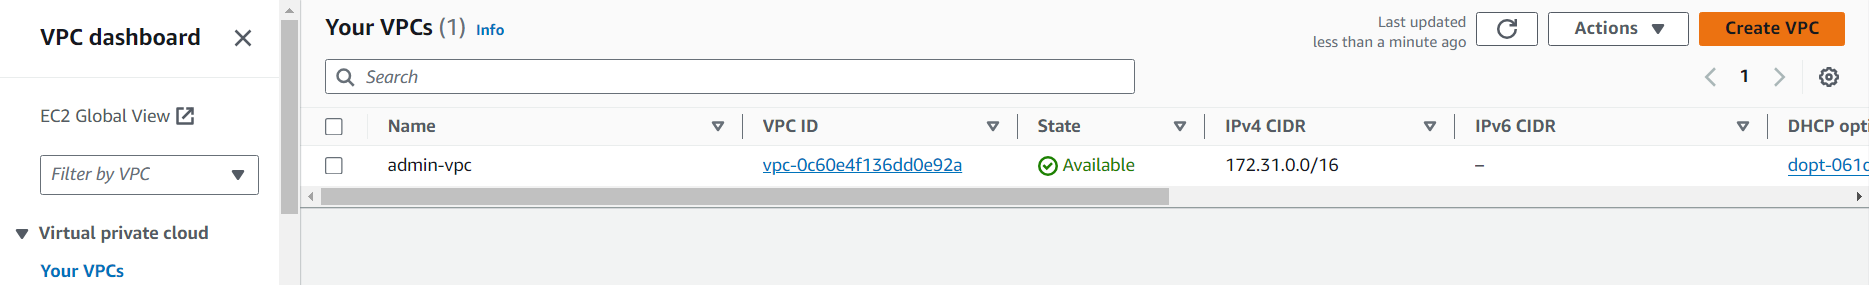 VPC dashboard
EC2 Global View
Filter by VPC
Virtual private cloud
Your VPCs
Your VPCs (1) Info
Last updated
less than a minute ago
Actions
Create VPC
Search
1
Name VPC ID State IPv4 CIDR IPv6 CIDR DHCP opti
admin-vpc vpc-0c60e4f136dd0e92a Available 172.31.0.0/16 – dopt-061c